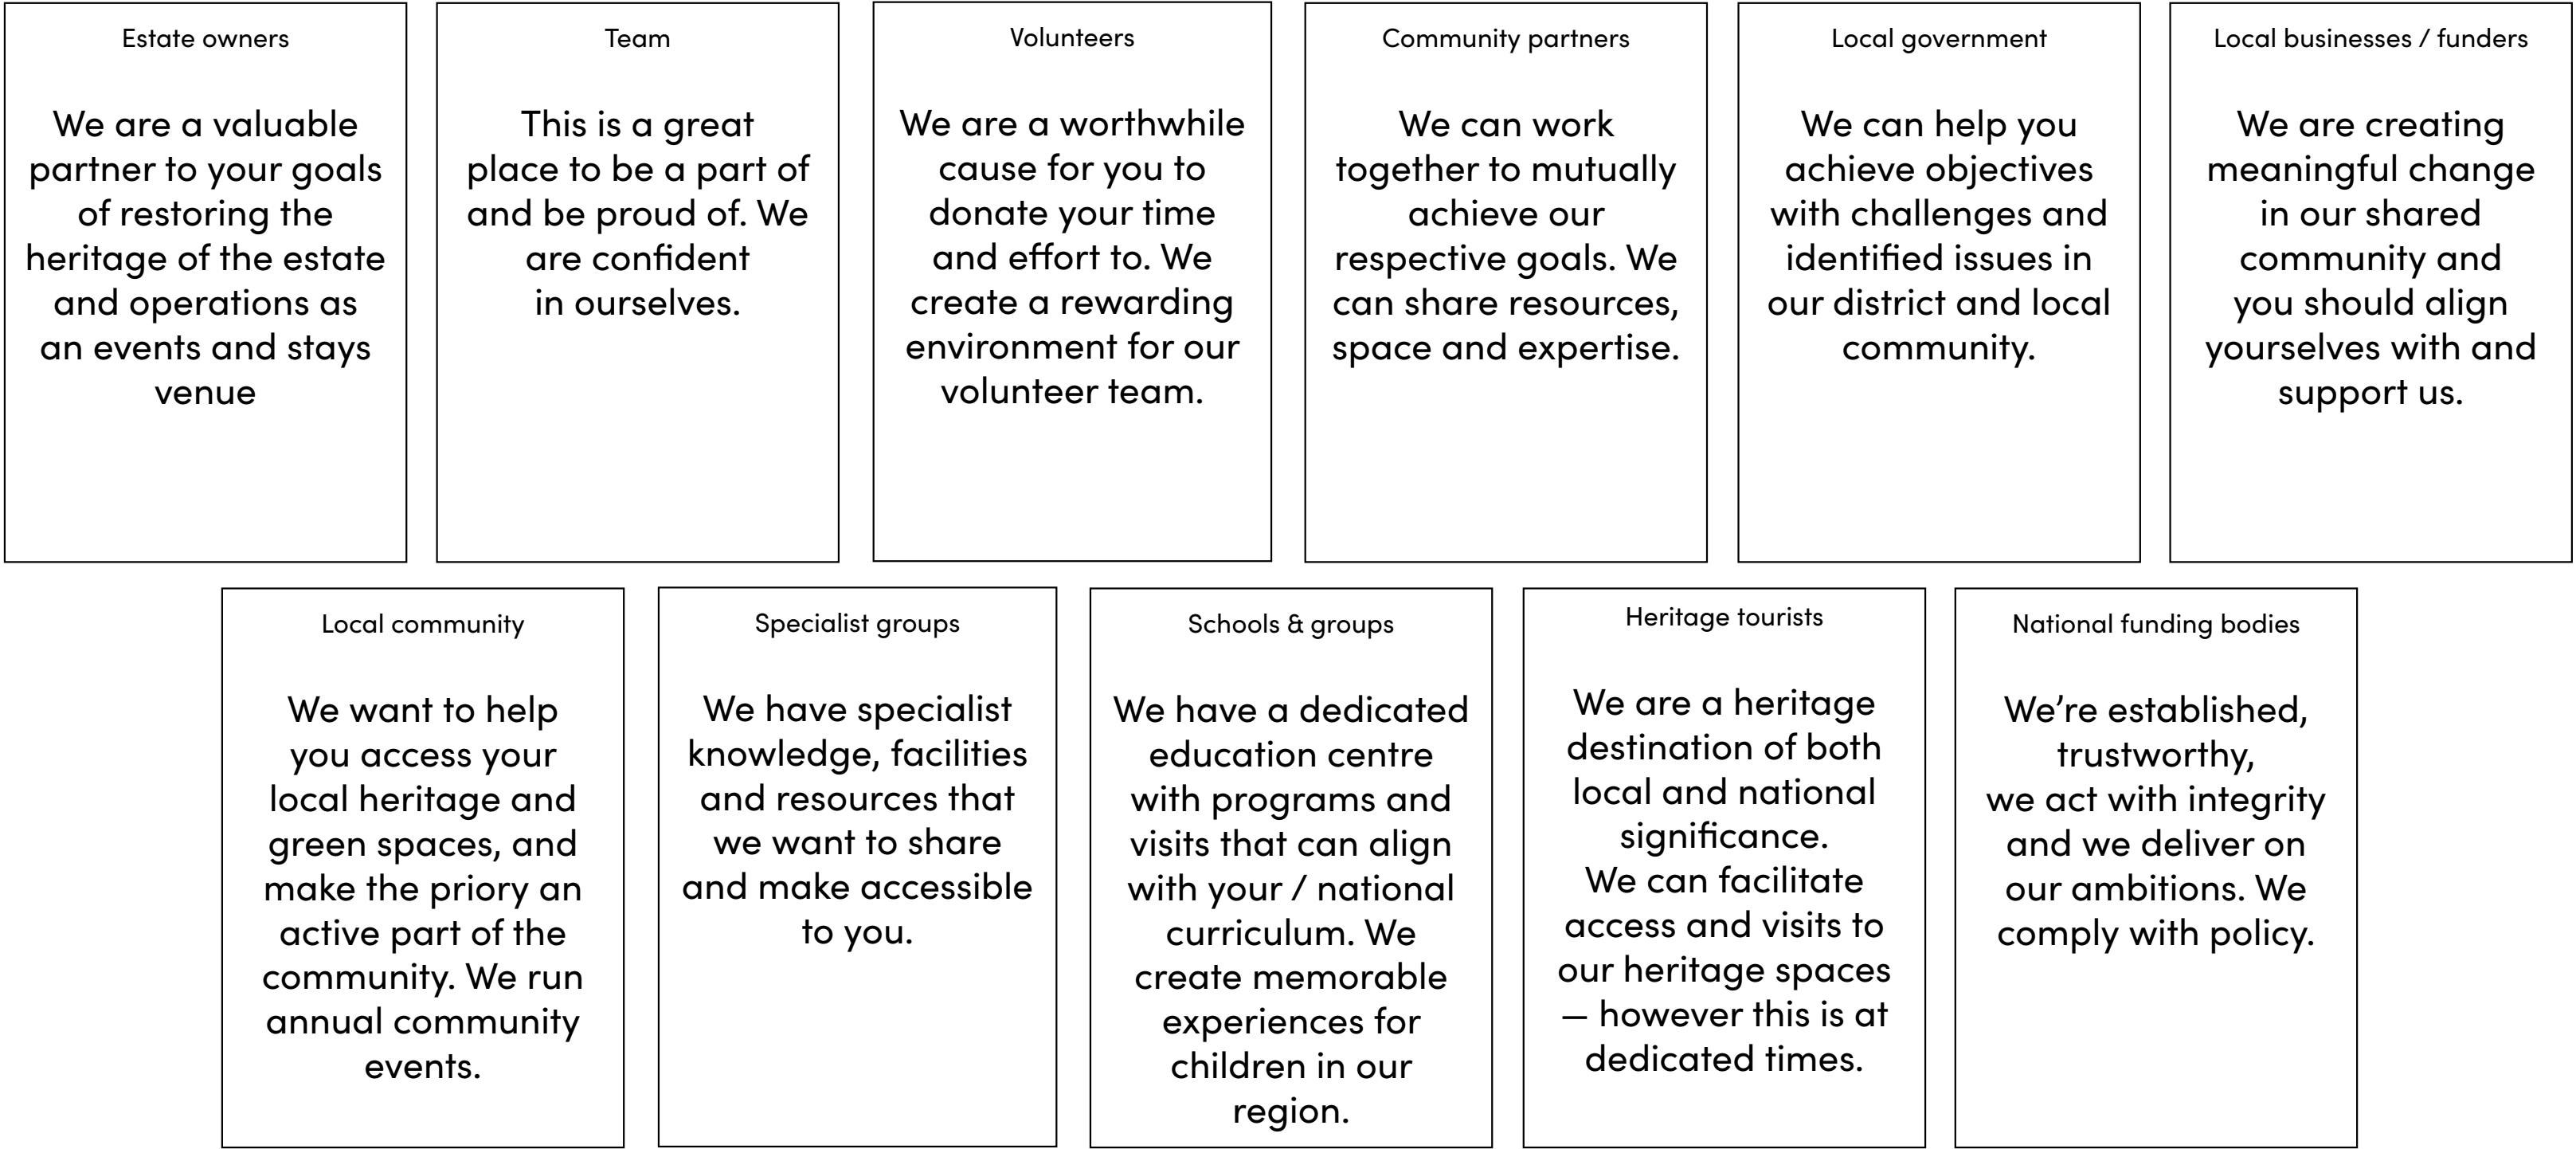 Estate owners
We are a valuable
partner to your goals
of restoring the
heritage of the estate
and operations as
an events and stays
venue
Team
This is a great
place to be a part of
and be proud of. We
are confident
in ourselves.
Volunteers
We are a worthwhile
cause for you to
donate your time
and effort to. We
create a rewarding
environment for our
volunteer team.
Community partners
We can work
together to mutually
achieve our
respective goals. We
can share resources,
space and expertise.
Local government
We can help you
achieve objectives
with challenges and
identified issues in
our district and local
community.
Local businesses / funders
We are creating
meaningful change
in our shared
community and
you should align
yourselves with and
support us.
Local community
We want to help
you access your
local heritage and
green spaces, and
make the priory an
active part of the
community. We run
annual community
events.
Specialist groups
We have specialist
knowledge, facilities
and resources that
we want to share
and make accessible
to you.
Schools & groups
We have a dedicated
education centre
with programs and
visits that can align
with your / national
curriculum. We
create memorable
experiences for
children in our
region.
Heritage tourists
We are a heritage
destination of both
local and national
significance.
We can facilitate
access and visits to
our heritage spaces
— however this is at
dedicated times.
National funding bodies
We’re established,
trustworthy,
we act with integrity
and we deliver on
our ambitions. We
comply with policy.